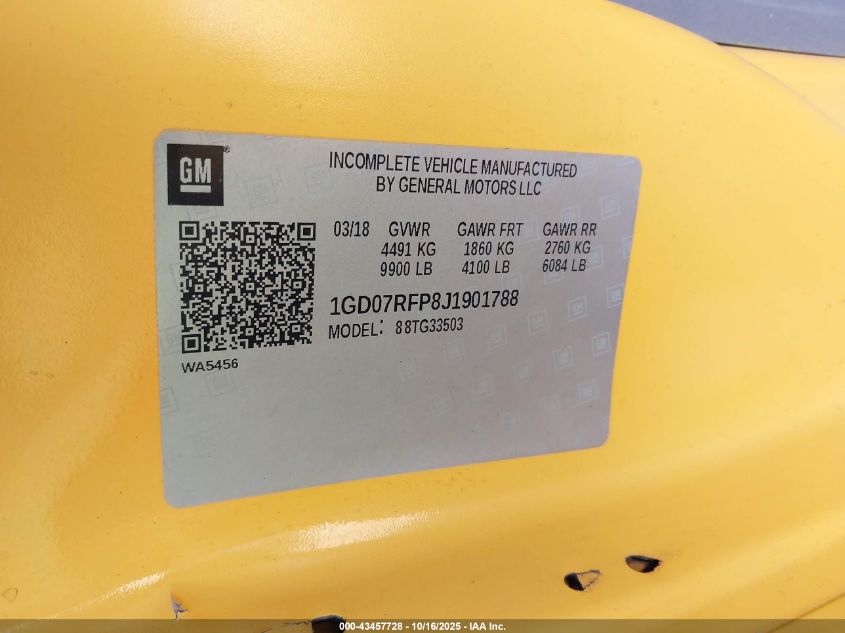 GM
INCOMPLETE VEHICLE MANUFACTURED
BY GENERAL MOTORS LLC
03/18 GVWR GAWR FRT GAWR RR
4491 KG 1860 KG 2760 KG
9900 LB 4100 LB 6084 LB
1GD07RFP8J1901788
MODEL: 88TG33503
WA5456
000-43457728 - 10/16/2025 - IAA Inc.